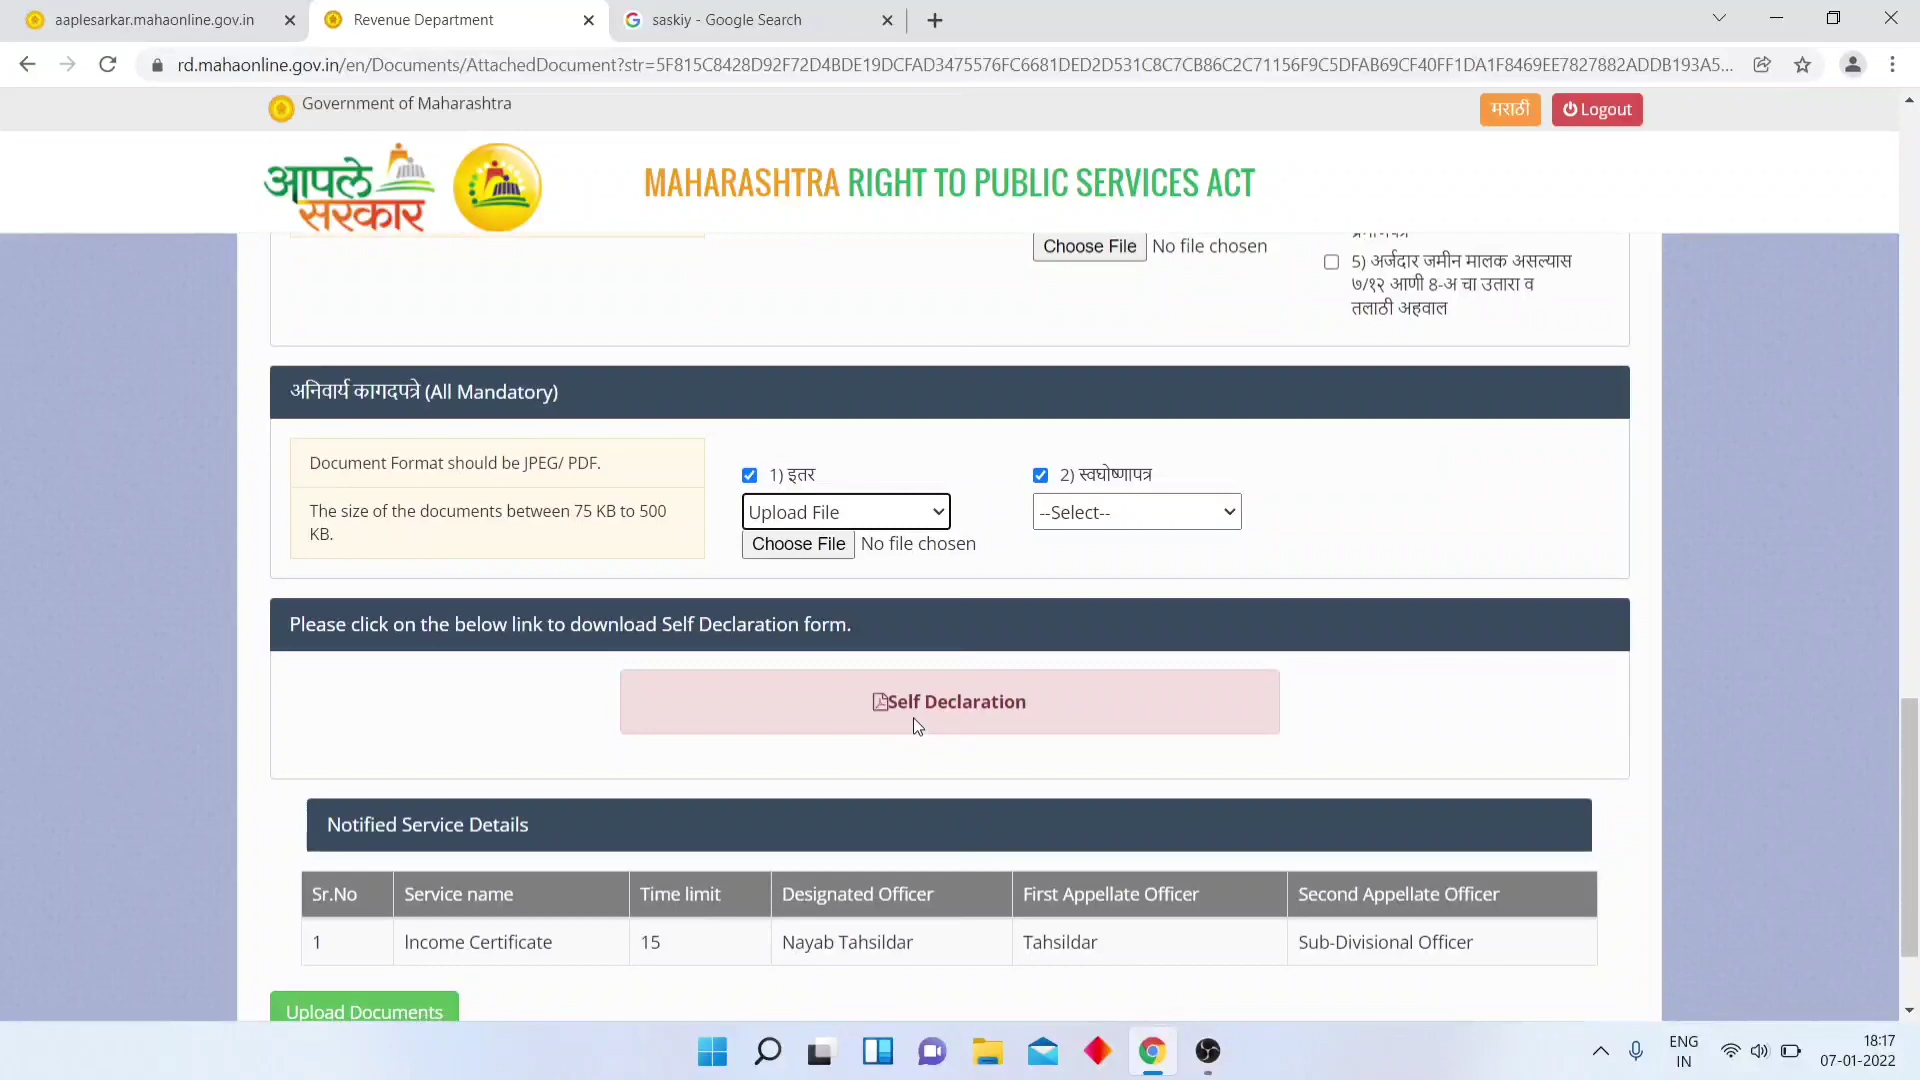 aaplesarkar.mahaonline.gov.in
Revenue Department
saskiy - Google Search
rd.mahaonline.gov.in/en/Documents/AttachedDocument?str=5F815C8428D92F72D4BDE19DCFAD3475576FC6681DED2D531C8C7CB86C2C71156F9C5DFAB69CF40FF1DA1F8469EE7827882ADDB193A5...
Government of Maharashtra
मराठी
Logout
आपले सरकार
MAHARASHTRA RIGHT TO PUBLIC SERVICES ACT
Choose File No file chosen
5) अर्जदार जमीन मालक असल्यास
७/१२ आणी 8-अ चा उतारा व
तलाठी अहवाल
अनिवार्य कागदपत्रे (All Mandatory)
Document Format should be JPEG/ PDF.
The size of the documents between 75 KB to 500
KB.
1) इतर
Upload File
Choose File No file chosen
2) स्वघोष्णापत्र
--Select--
Please click on the below link to download Self Declaration form.
Self Declaration
Notified Service Details
Sr.No Service name Time limit Designated Officer First Appellate Officer Second Appellate Officer
1 Income Certificate 15 Nayab Tahsildar Tahsildar Sub-Divisional Officer
Upload Documents
ENG
IN
18:17
07-01-2022